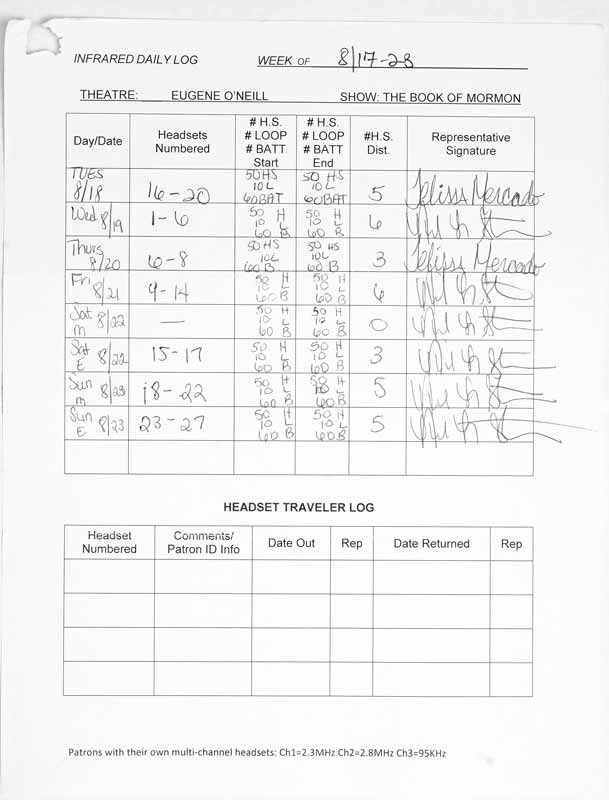 INFRARED DAILY LOG WEEK OF 8/17-23
THEATRE: EUGENE O'NEILL SHOW: THE BOOK OF MORMON
Day/Date Headsets Numbered # H.S. # LOOP # BATT Start # H.S. # LOOP # BATT End #H.S. Dist. Representative Signature
TUES 8/18 16-20 50 HS 10 L 60 BAT 50 HS 10 L 60 BAT 5 Mercado
Wed 8/19 1-6 50 H 10 L 60 B 50 H 10 L 60 B 6
Thurs 8/20 6-8 50 HS 10 L 60 B 50 HS 10 L 60 B 3 Mercado
Fri 8/21 9-14 50 H 10 L 60 B 50 H 10 L 60 B 6
Sat M 8/22 — 50 H 10 L 60 B 50 H 10 L 60 B 0
Sat E 8/22 15-17 50 H 10 L 60 B 50 H 10 L 60 B 3
Sun M 8/23 18-22 50 H 10 L 60 B 50 H 10 L 60 B 5
Sun E 8/23 23-27 50 H 10 L 60 B 50 H 10 L 60 B 5
HEADSET TRAVELER LOG
Headset Numbered Comments/ Patron ID Info Date Out Rep Date Returned Rep
Patrons with their own multi-channel headsets: Ch1=2.3MHz Ch2=2.8MHz Ch3=95KHz